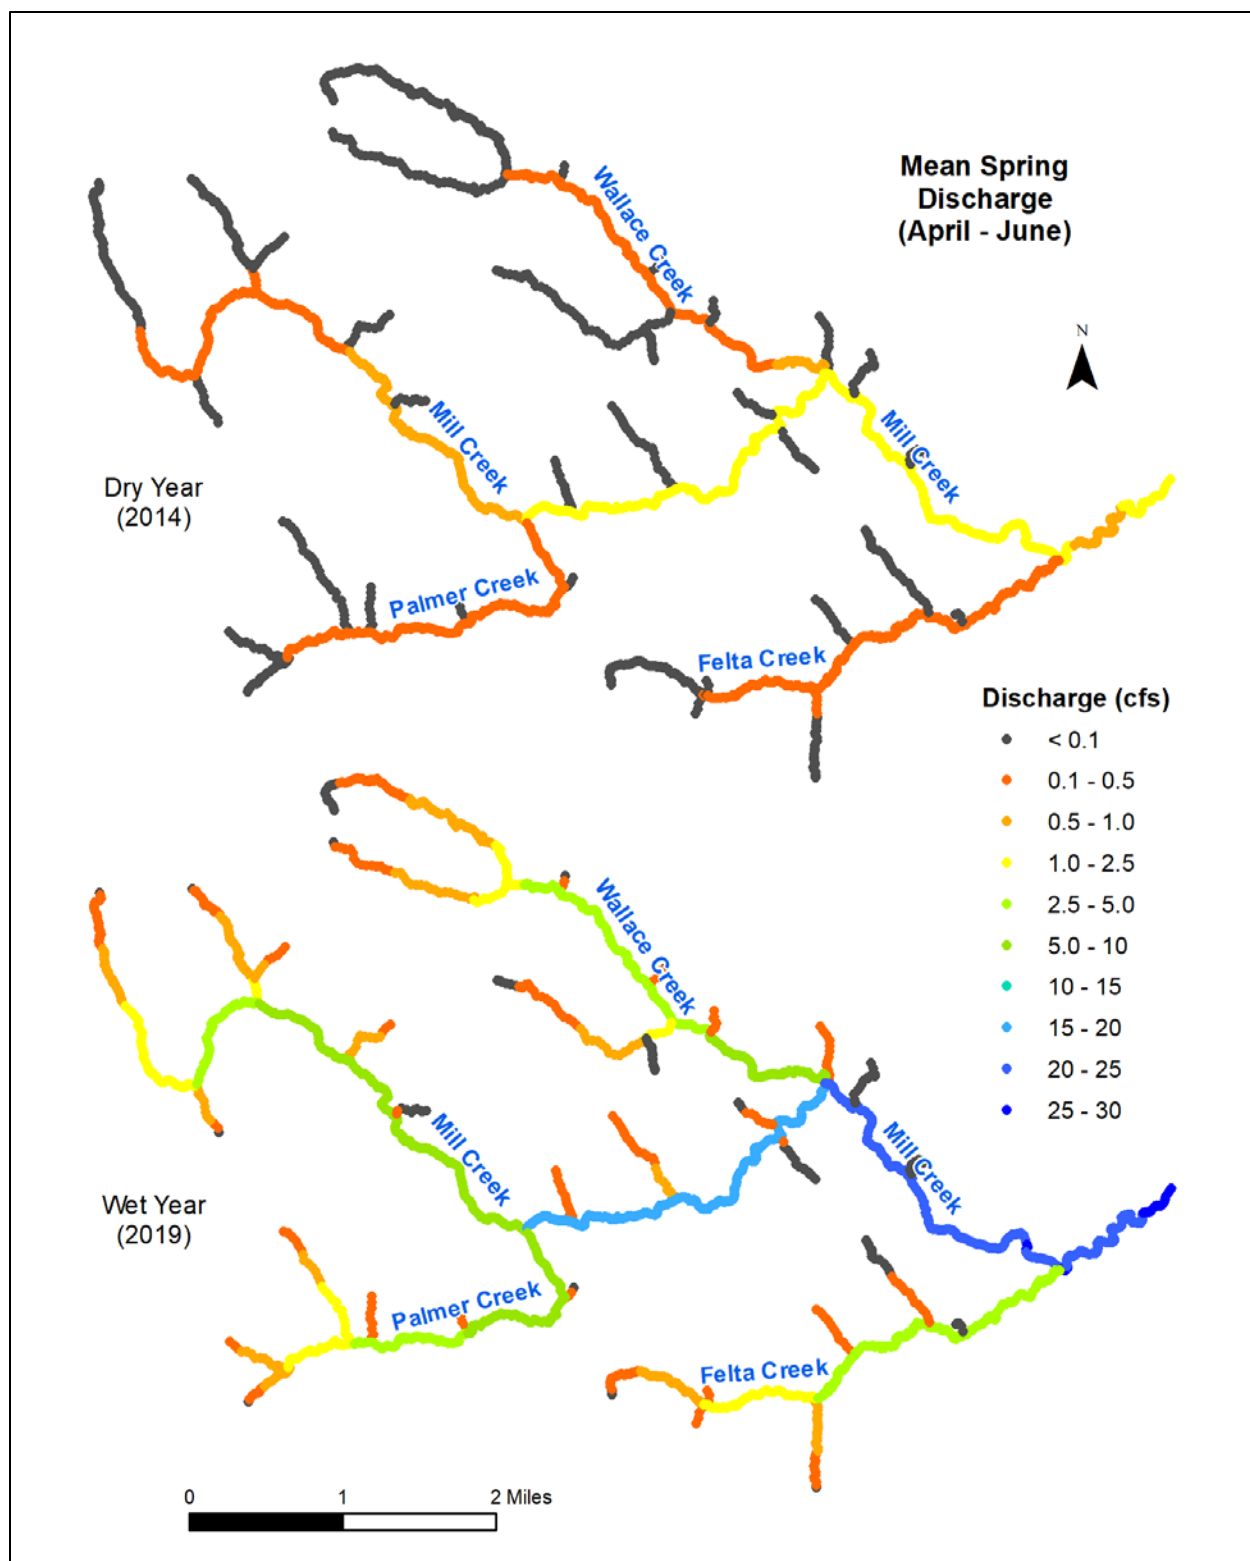 Mean Spring
Discharge
(April - June)
Wallace Creek
N
Mill Creek
Mill Creek
Dry Year
(2014)
Palmer Creek
Felta Creek
Discharge (cfs)
< 0.1
0.1 - 0.5
0.5 - 1.0
1.0 - 2.5
2.5 - 5.0
5.0 - 10
10 - 15
15 - 20
20 - 25
25 - 30
Wallace Creek
Mill Creek
Mill Creek
Wet Year
(2019)
Palmer Creek
Felta Creek
0 1 2 Miles